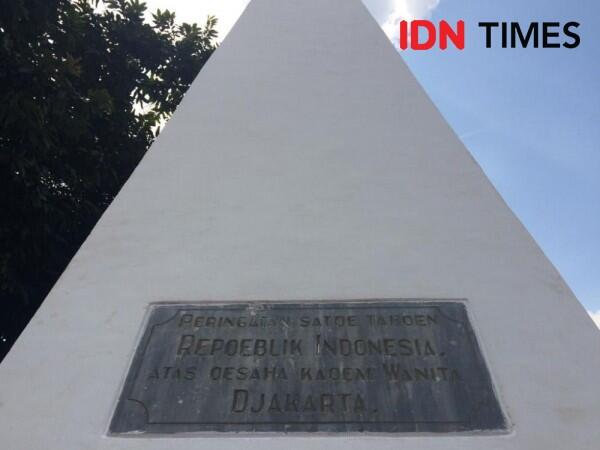 IDN TIMES
PERINGATAN SATOE TAHOEN
REPOEBLIK INDONESIA.
ATAS OESAHA KAOEM WANITA
DJAKARTA.